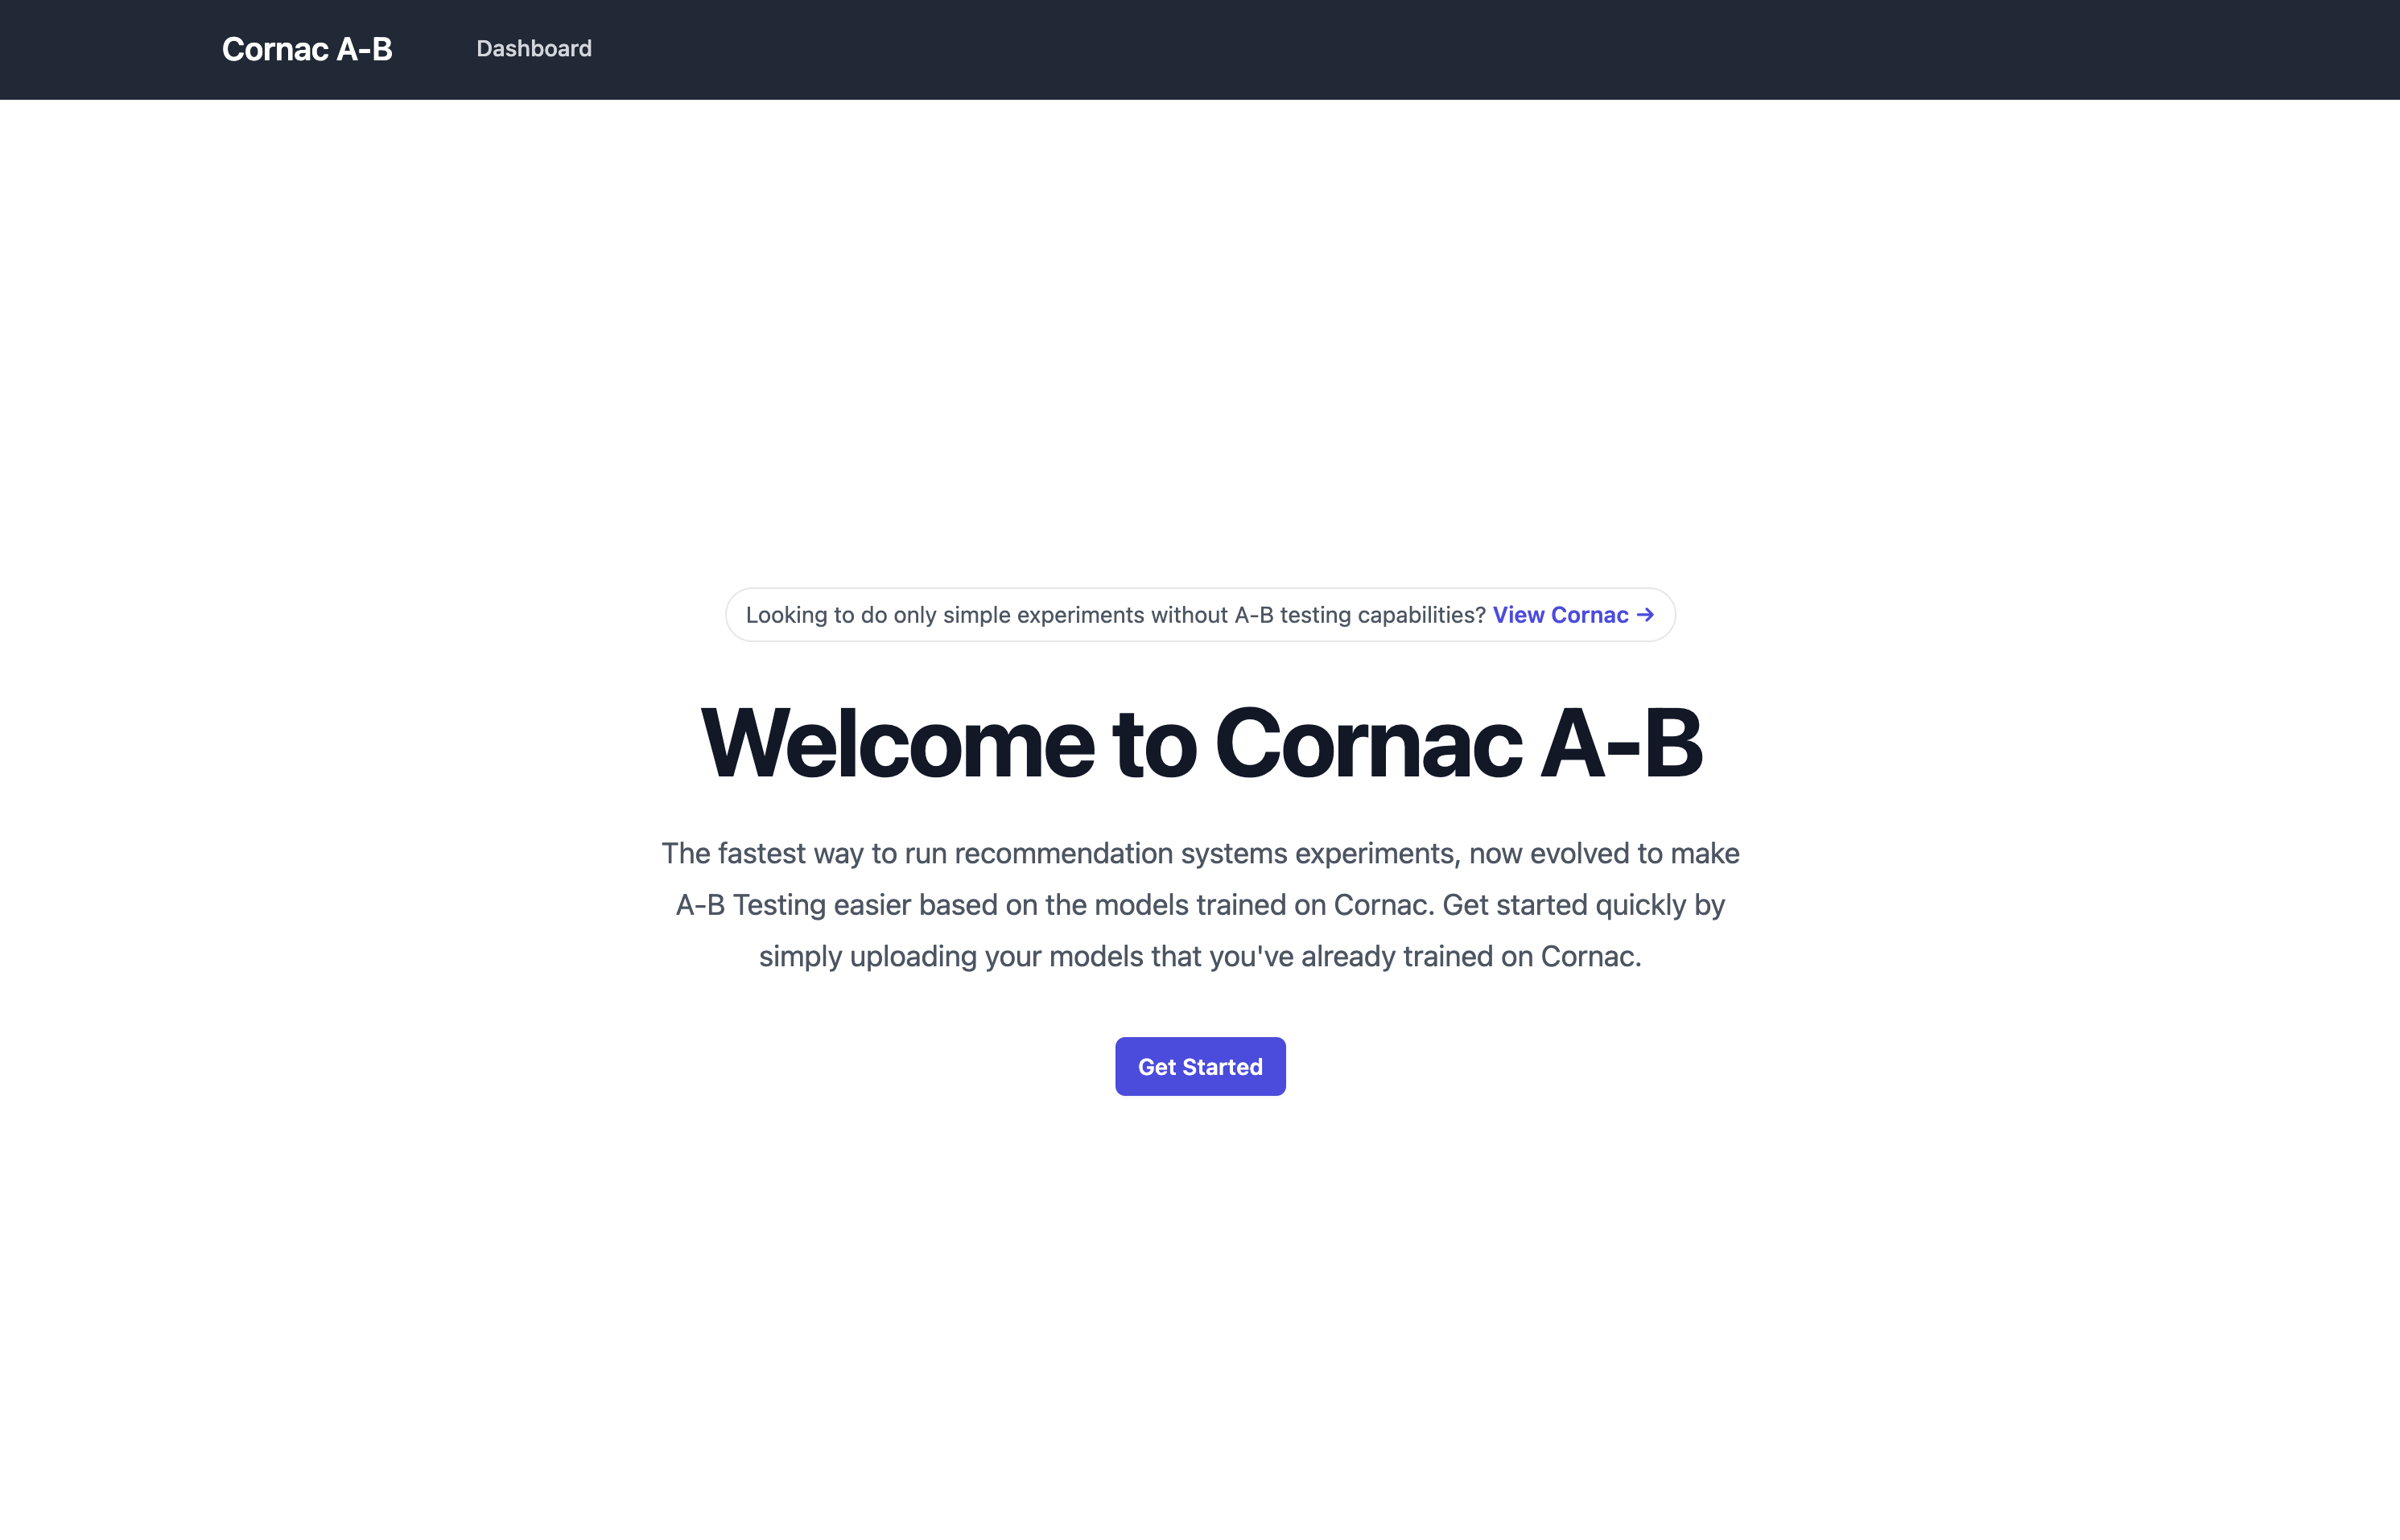 Cornac A-B
Dashboard
Looking to do only simple experiments without A-B testing capabilities? View Cornac →
Welcome to Cornac A-B
The fastest way to run recommendation systems experiments, now evolved to make
A-B Testing easier based on the models trained on Cornac. Get started quickly by
simply uploading your models that you've already trained on Cornac.
Get Started